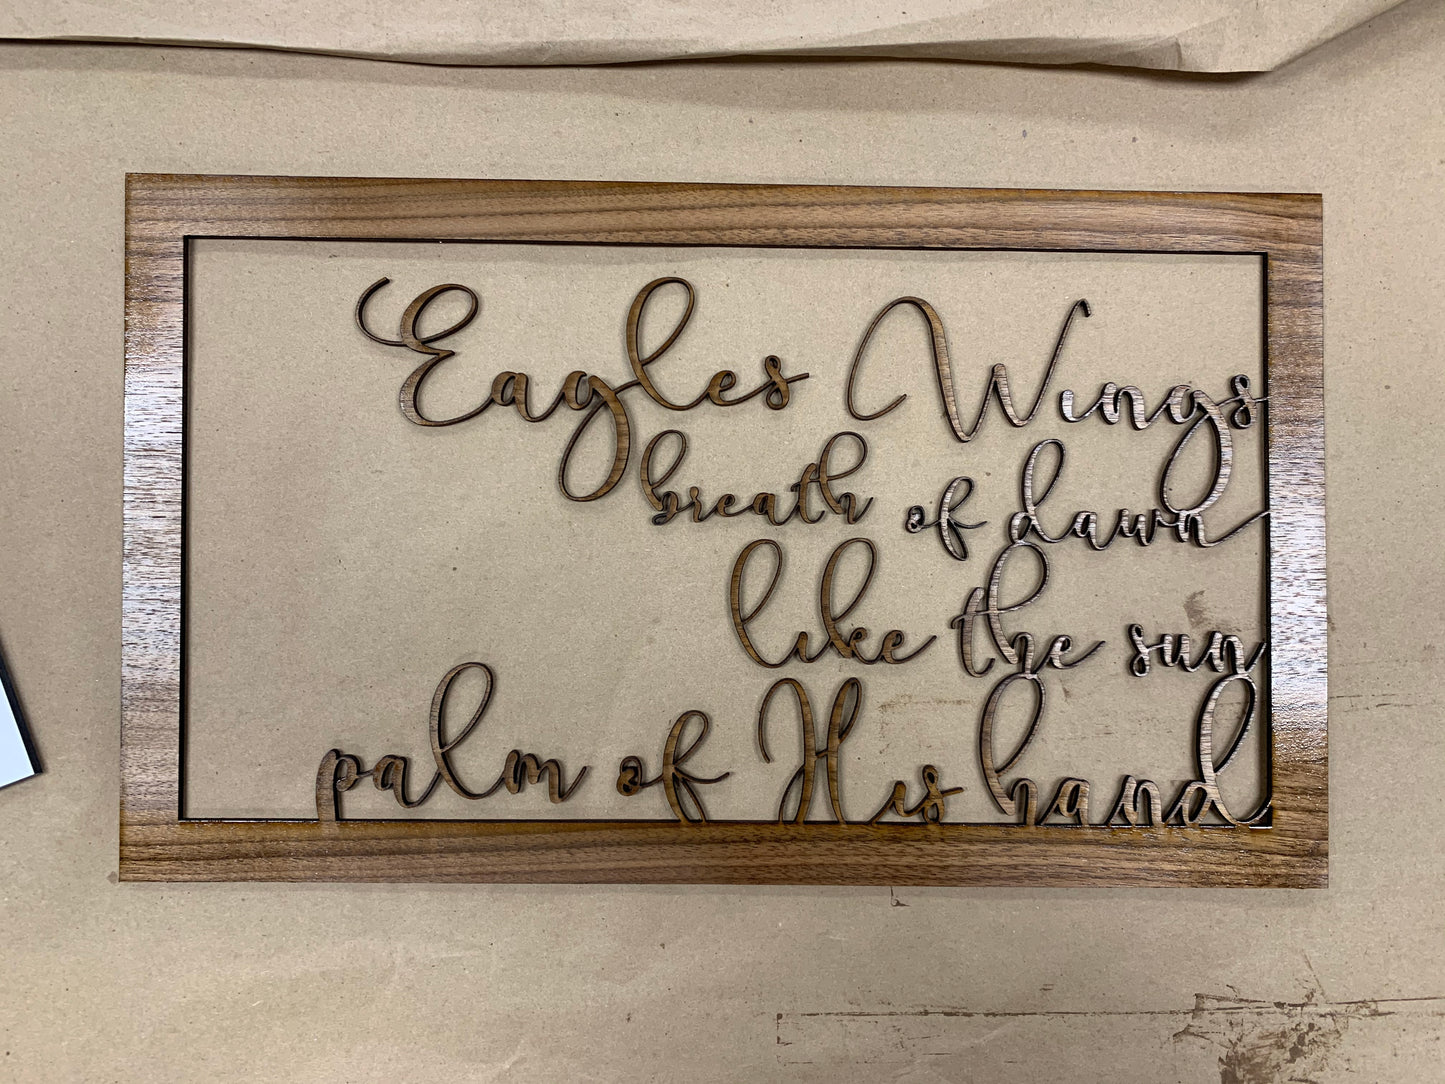 Eagles Wings
breath of dawn
like the sun
palm of His hand